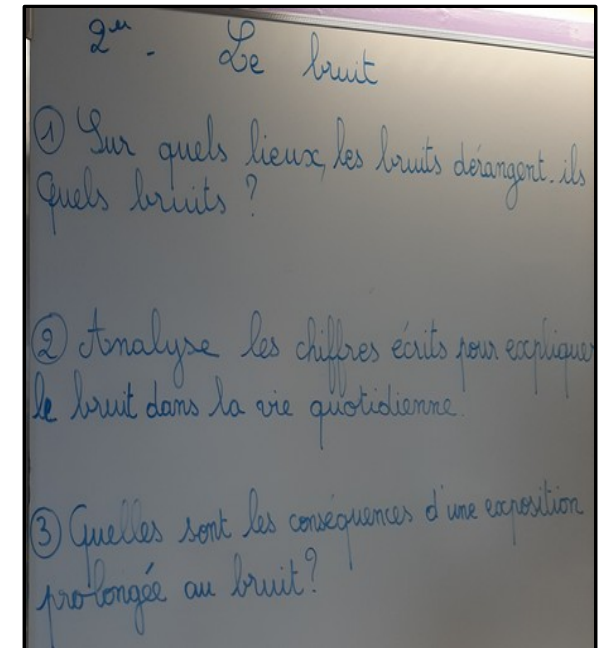 2 - Le bruit
① Sur quels lieux, les bruits dérangent-ils
Quels bruits ?
② Analyse les chiffres écrits pour expliquer
le bruit dans la vie quotidienne.
③ Quelles sont les conséquences d'une exposition
prolongée au bruit ?